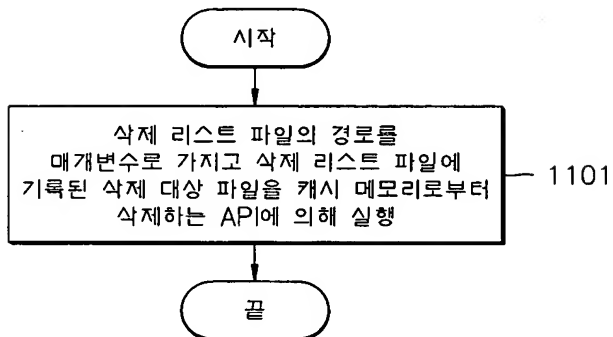 시작
삭제 리스트 파일의 경로를
매개변수로 가지고 삭제 리스트 파일에
기록된 삭제 대상 파일을 캐시 메모리로부터
삭제하는 API에 의해 실행
1101
끝